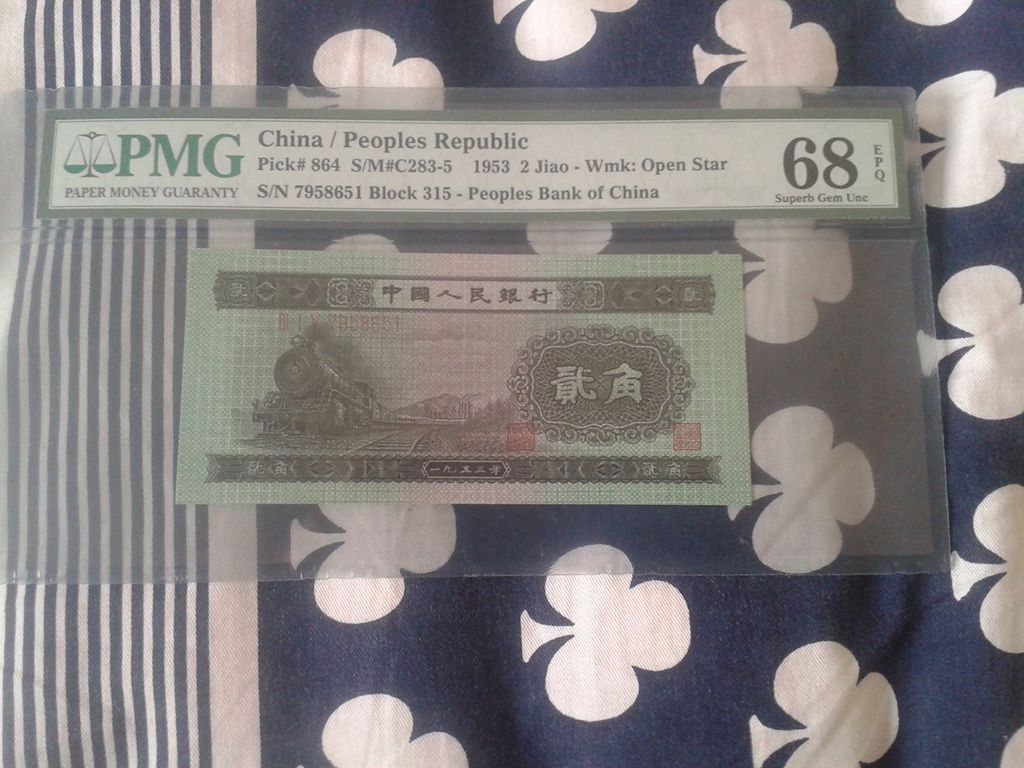 PMG
PAPER MONEY GUARANTY
China / Peoples Republic
Pick# 864 S/M#C283-5 1953 2 Jiao - Wmk: Open Star
S/N 7958651 Block 315 - Peoples Bank of China
68
EPQ
Superb Gem Unc
中國人民銀行
III I V 7958651
貳角
貳角
一九五三年
貳角